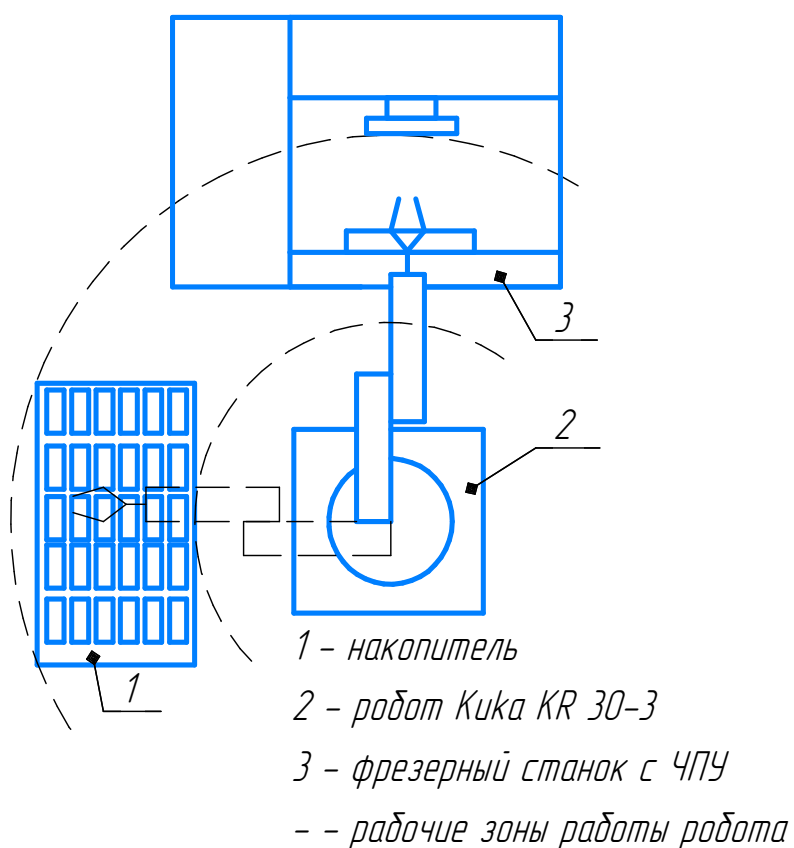 3
2
1
1 - накопитель
2 - робот Kuka KR 30-3
3 - фрезерный станок с ЧПУ
- - рабочие зоны работы робота